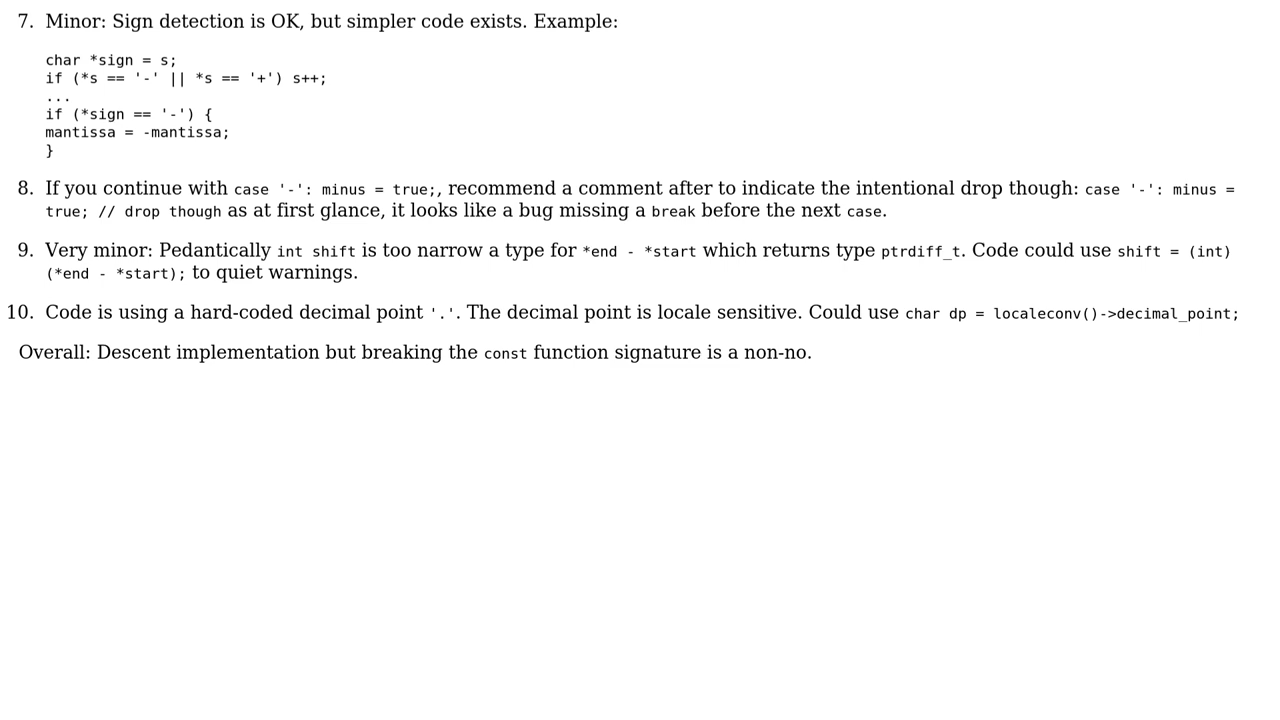 7. Minor: Sign detection is OK, but simpler code exists. Example:
char *sign = s;
if (*s == '-' || *s == '+') s++;
...
if (*sign == '-') {
mantissa = -mantissa;
}
8. If you continue with case '-': minus = true;, recommend a comment after to indicate the intentional drop though: case '-': minus =
true; // drop though as at first glance, it looks like a bug missing a break before the next case.
9. Very minor: Pedantically int shift is too narrow a type for *end - *start which returns type ptrdiff_t. Code could use shift = (int)
(*end - *start); to quiet warnings.
10. Code is using a hard-coded decimal point '.'. The decimal point is locale sensitive. Could use char dp = localeconv()->decimal_point;
Overall: Descent implementation but breaking the const function signature is a non-no.